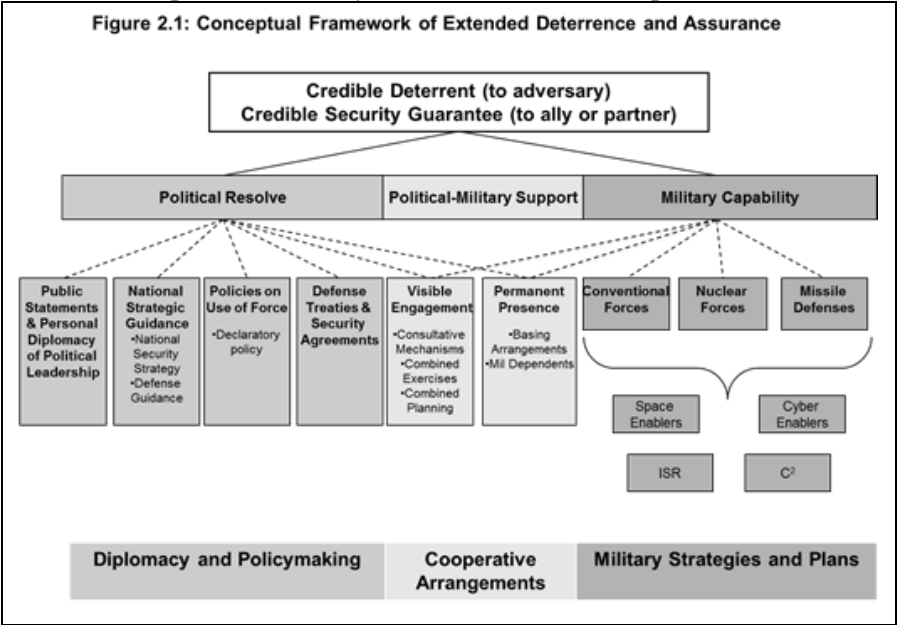 Figure 2.1: Conceptual Framework of Extended Deterrence and Assurance
Credible Deterrent (to adversary)
Credible Security Guarantee (to ally or partner)
Political Resolve
Political-Military Support
Military Capability
Public
Statements
& Personal
Diplomacy
of Political
Leadership
National
Strategic
Guidance
•National
Security
Strategy
•Defense
Guidance
Policies on
Use of Force
•Declaratory
policy
Defense
Treaties &
Security
Agreements
Visible
Engagement
•Consultative
Mechanisms
•Combined
Exercises
•Combined
Planning
Permanent
Presence
•Basing
Arrangements
•Mil Dependents
Conventional
Forces
Nuclear
Forces
Missile
Defenses
Space
Enablers
Cyber
Enablers
ISR
C²
Diplomacy and Policymaking
Cooperative
Arrangements
Military Strategies and Plans